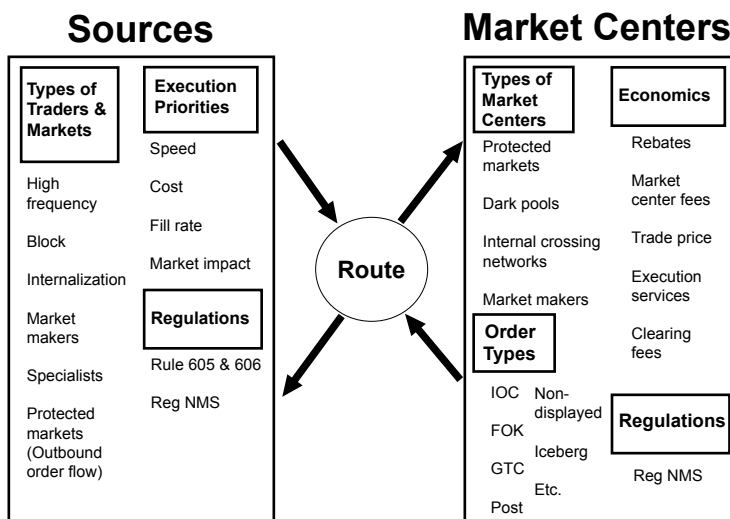 Sources
Types of
Traders &
Markets
High
frequency
Block
Internalization
Market
makers
Specialists
Protected
markets
(Outbound
order flow)
Execution
Priorities
Speed
Cost
Fill rate
Market impact
Regulations
Rule 605 & 606
Reg NMS
Route
Market Centers
Types of
Market
Centers
Protected
markets
Dark pools
Internal crossing
networks
Market makers
Order
Types
IOC
FOK
GTC
Post
Non-
displayed
Iceberg
Etc.
Economics
Rebates
Market
center fees
Trade price
Execution
services
Clearing
fees
Regulations
Reg NMS